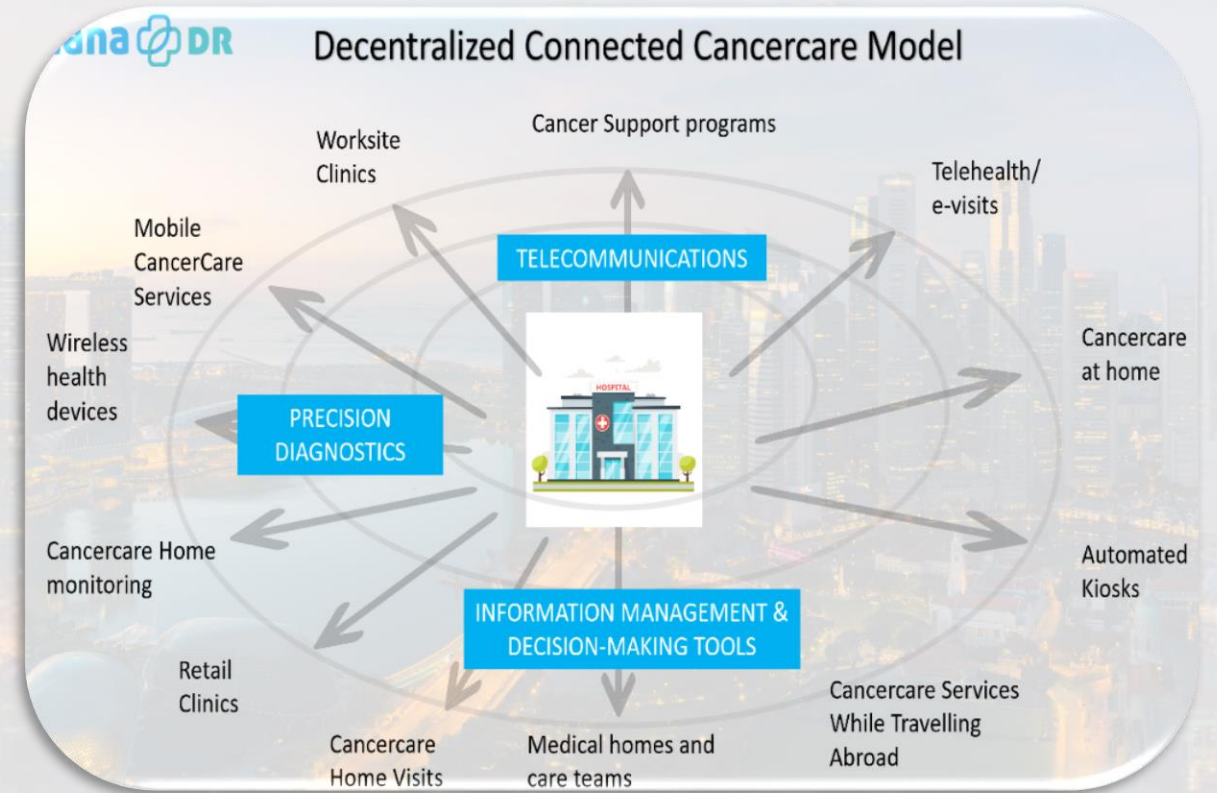 DR
Decentralized Connected Cancercare Model
Cancer Support programs
Worksite
Clinics
Telehealth/
e-visits
Mobile
CancerCare
Services
TELECOMMUNICATIONS
Wireless
health
devices
HOSPITAL
Cancercare
at home
PRECISION
DIAGNOSTICS
Cancercare Home
monitoring
Automated
Kiosks
INFORMATION MANAGEMENT &
DECISION-MAKING TOOLS
Retail
Clinics
Cancercare Services
While Travelling
Abroad
Cancercare
Home Visits
Medical homes and
care teams